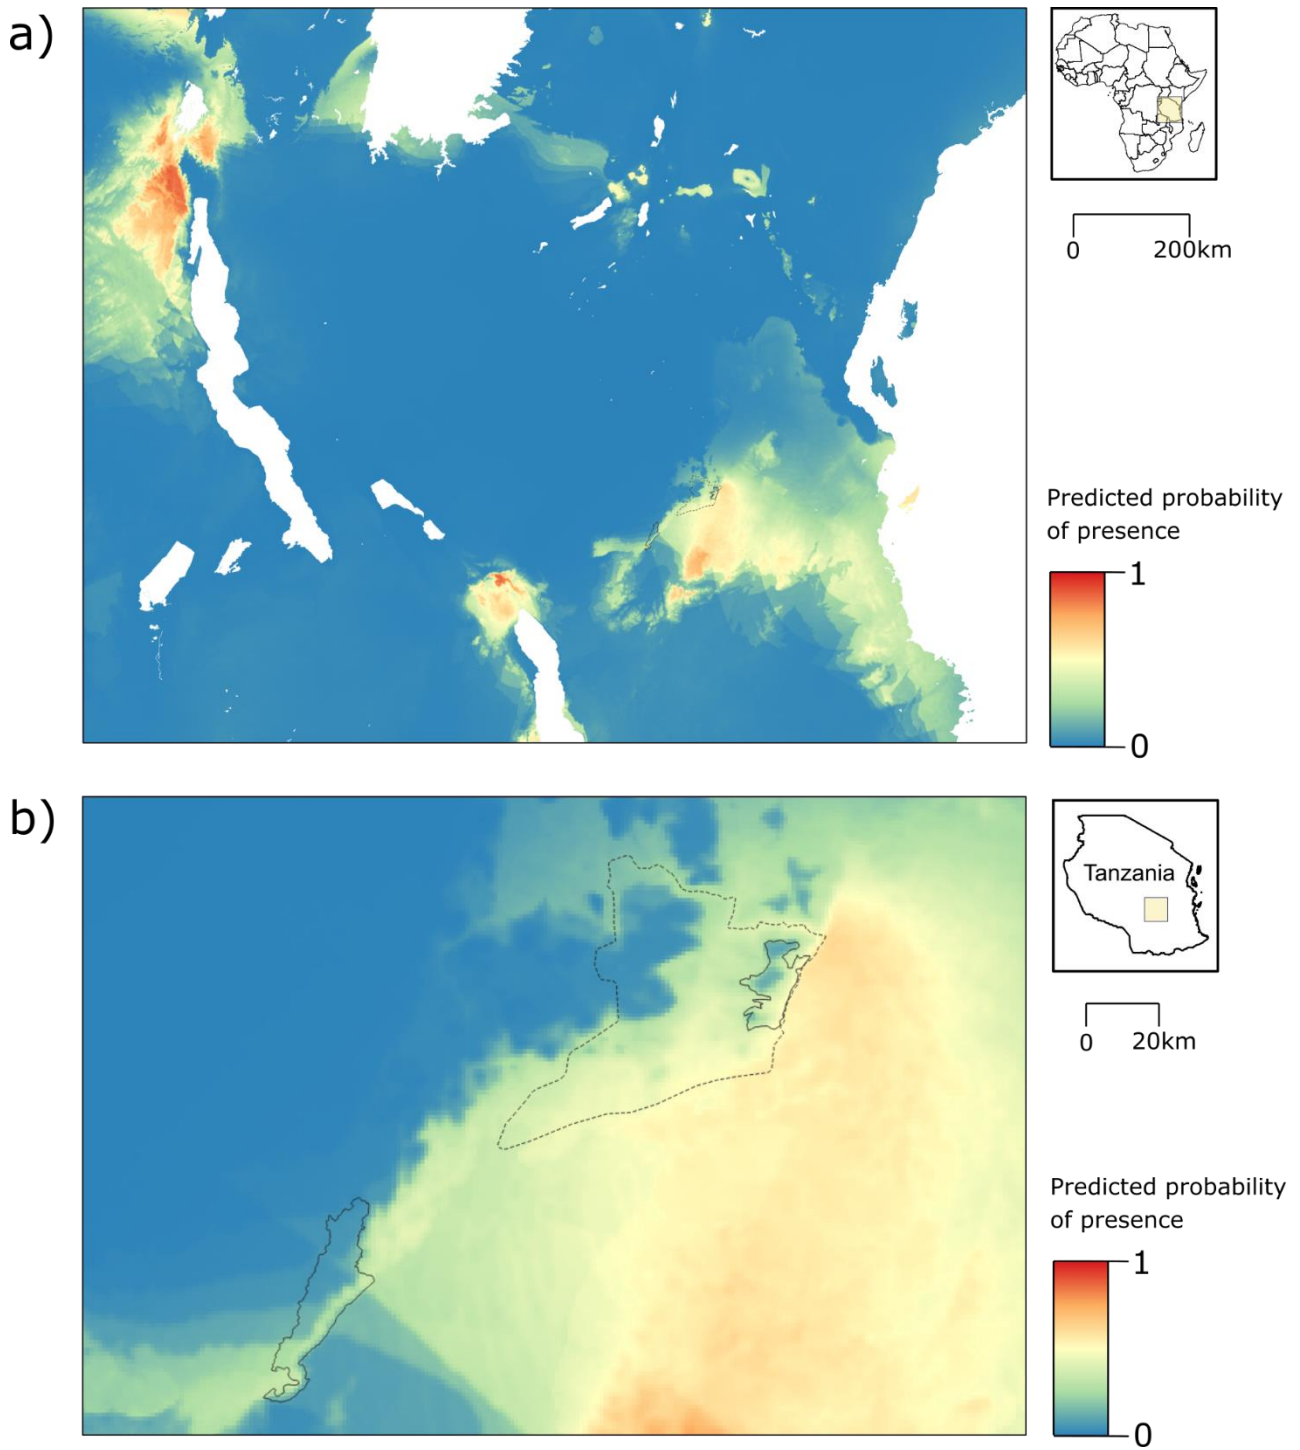 a)
0
200km
Predicted probability
of presence
1
0
b)
Tanzania
0
20km
Predicted probability
of presence
1
0